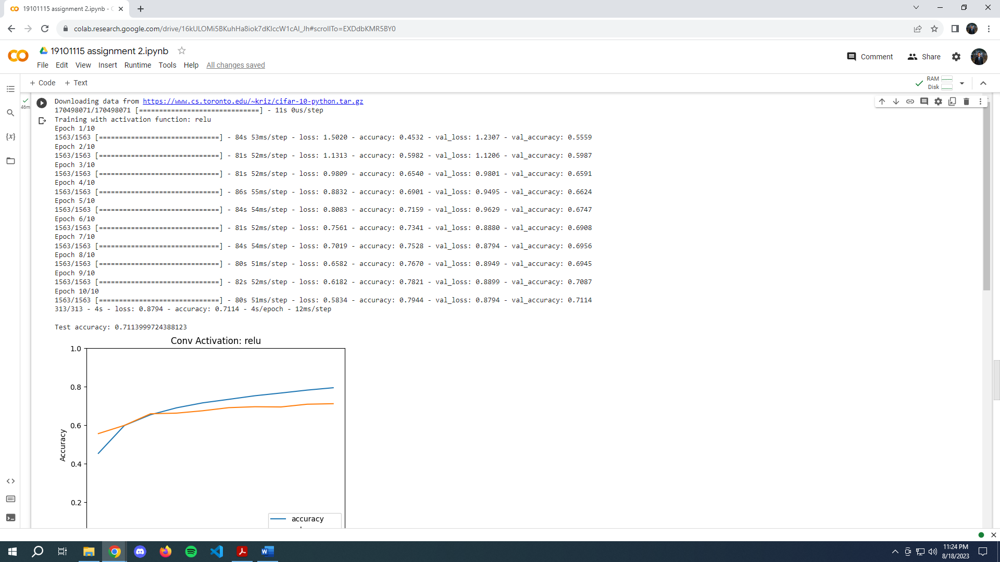 19101115 assignment 2.ipynb - C
colab.research.google.com/drive/16kULOMi5BKuhHa8iok7dKIccW1cAl_Jh#scrollTo=EXDdbKMR5BY0
19101115 assignment 2.ipynb
File Edit View Insert Runtime Tools Help All changes saved
Comment Share
+ Code + Text
RAM
Disk
46m
{x}
Downloading data from https://www.cs.toronto.edu/~kriz/cifar-10-python.tar.gz
170498071/170498071 [==============================] - 11s 0us/step
Training with activation function: relu
Epoch 1/10
1563/1563 [==============================] - 84s 53ms/step - loss: 1.5020 - accuracy: 0.4532 - val_loss: 1.2307 - val_accuracy: 0.5559
Epoch 2/10
1563/1563 [==============================] - 81s 52ms/step - loss: 1.1313 - accuracy: 0.5982 - val_loss: 1.1206 - val_accuracy: 0.5987
Epoch 3/10
1563/1563 [==============================] - 81s 52ms/step - loss: 0.9809 - accuracy: 0.6540 - val_loss: 0.9801 - val_accuracy: 0.6591
Epoch 4/10
1563/1563 [==============================] - 86s 55ms/step - loss: 0.8832 - accuracy: 0.6901 - val_loss: 0.9495 - val_accuracy: 0.6624
Epoch 5/10
1563/1563 [==============================] - 84s 54ms/step - loss: 0.8083 - accuracy: 0.7159 - val_loss: 0.9629 - val_accuracy: 0.6747
Epoch 6/10
1563/1563 [==============================] - 81s 52ms/step - loss: 0.7561 - accuracy: 0.7341 - val_loss: 0.8880 - val_accuracy: 0.6908
Epoch 7/10
1563/1563 [==============================] - 84s 54ms/step - loss: 0.7019 - accuracy: 0.7528 - val_loss: 0.8794 - val_accuracy: 0.6956
Epoch 8/10
1563/1563 [==============================] - 80s 51ms/step - loss: 0.6582 - accuracy: 0.7670 - val_loss: 0.8949 - val_accuracy: 0.6945
Epoch 9/10
1563/1563 [==============================] - 82s 52ms/step - loss: 0.6182 - accuracy: 0.7821 - val_loss: 0.8899 - val_accuracy: 0.7087
Epoch 10/10
1563/1563 [==============================] - 80s 51ms/step - loss: 0.5834 - accuracy: 0.7944 - val_loss: 0.8794 - val_accuracy: 0.7114
313/313 - 4s - loss: 0.8794 - accuracy: 0.7114 - 4s/epoch - 12ms/step
Test accuracy: 0.7113999724388123
Conv Activation: relu
1.0
0.8
0.6
Accuracy
0.4
0.2
accuracy
11:24 PM
8/18/2023